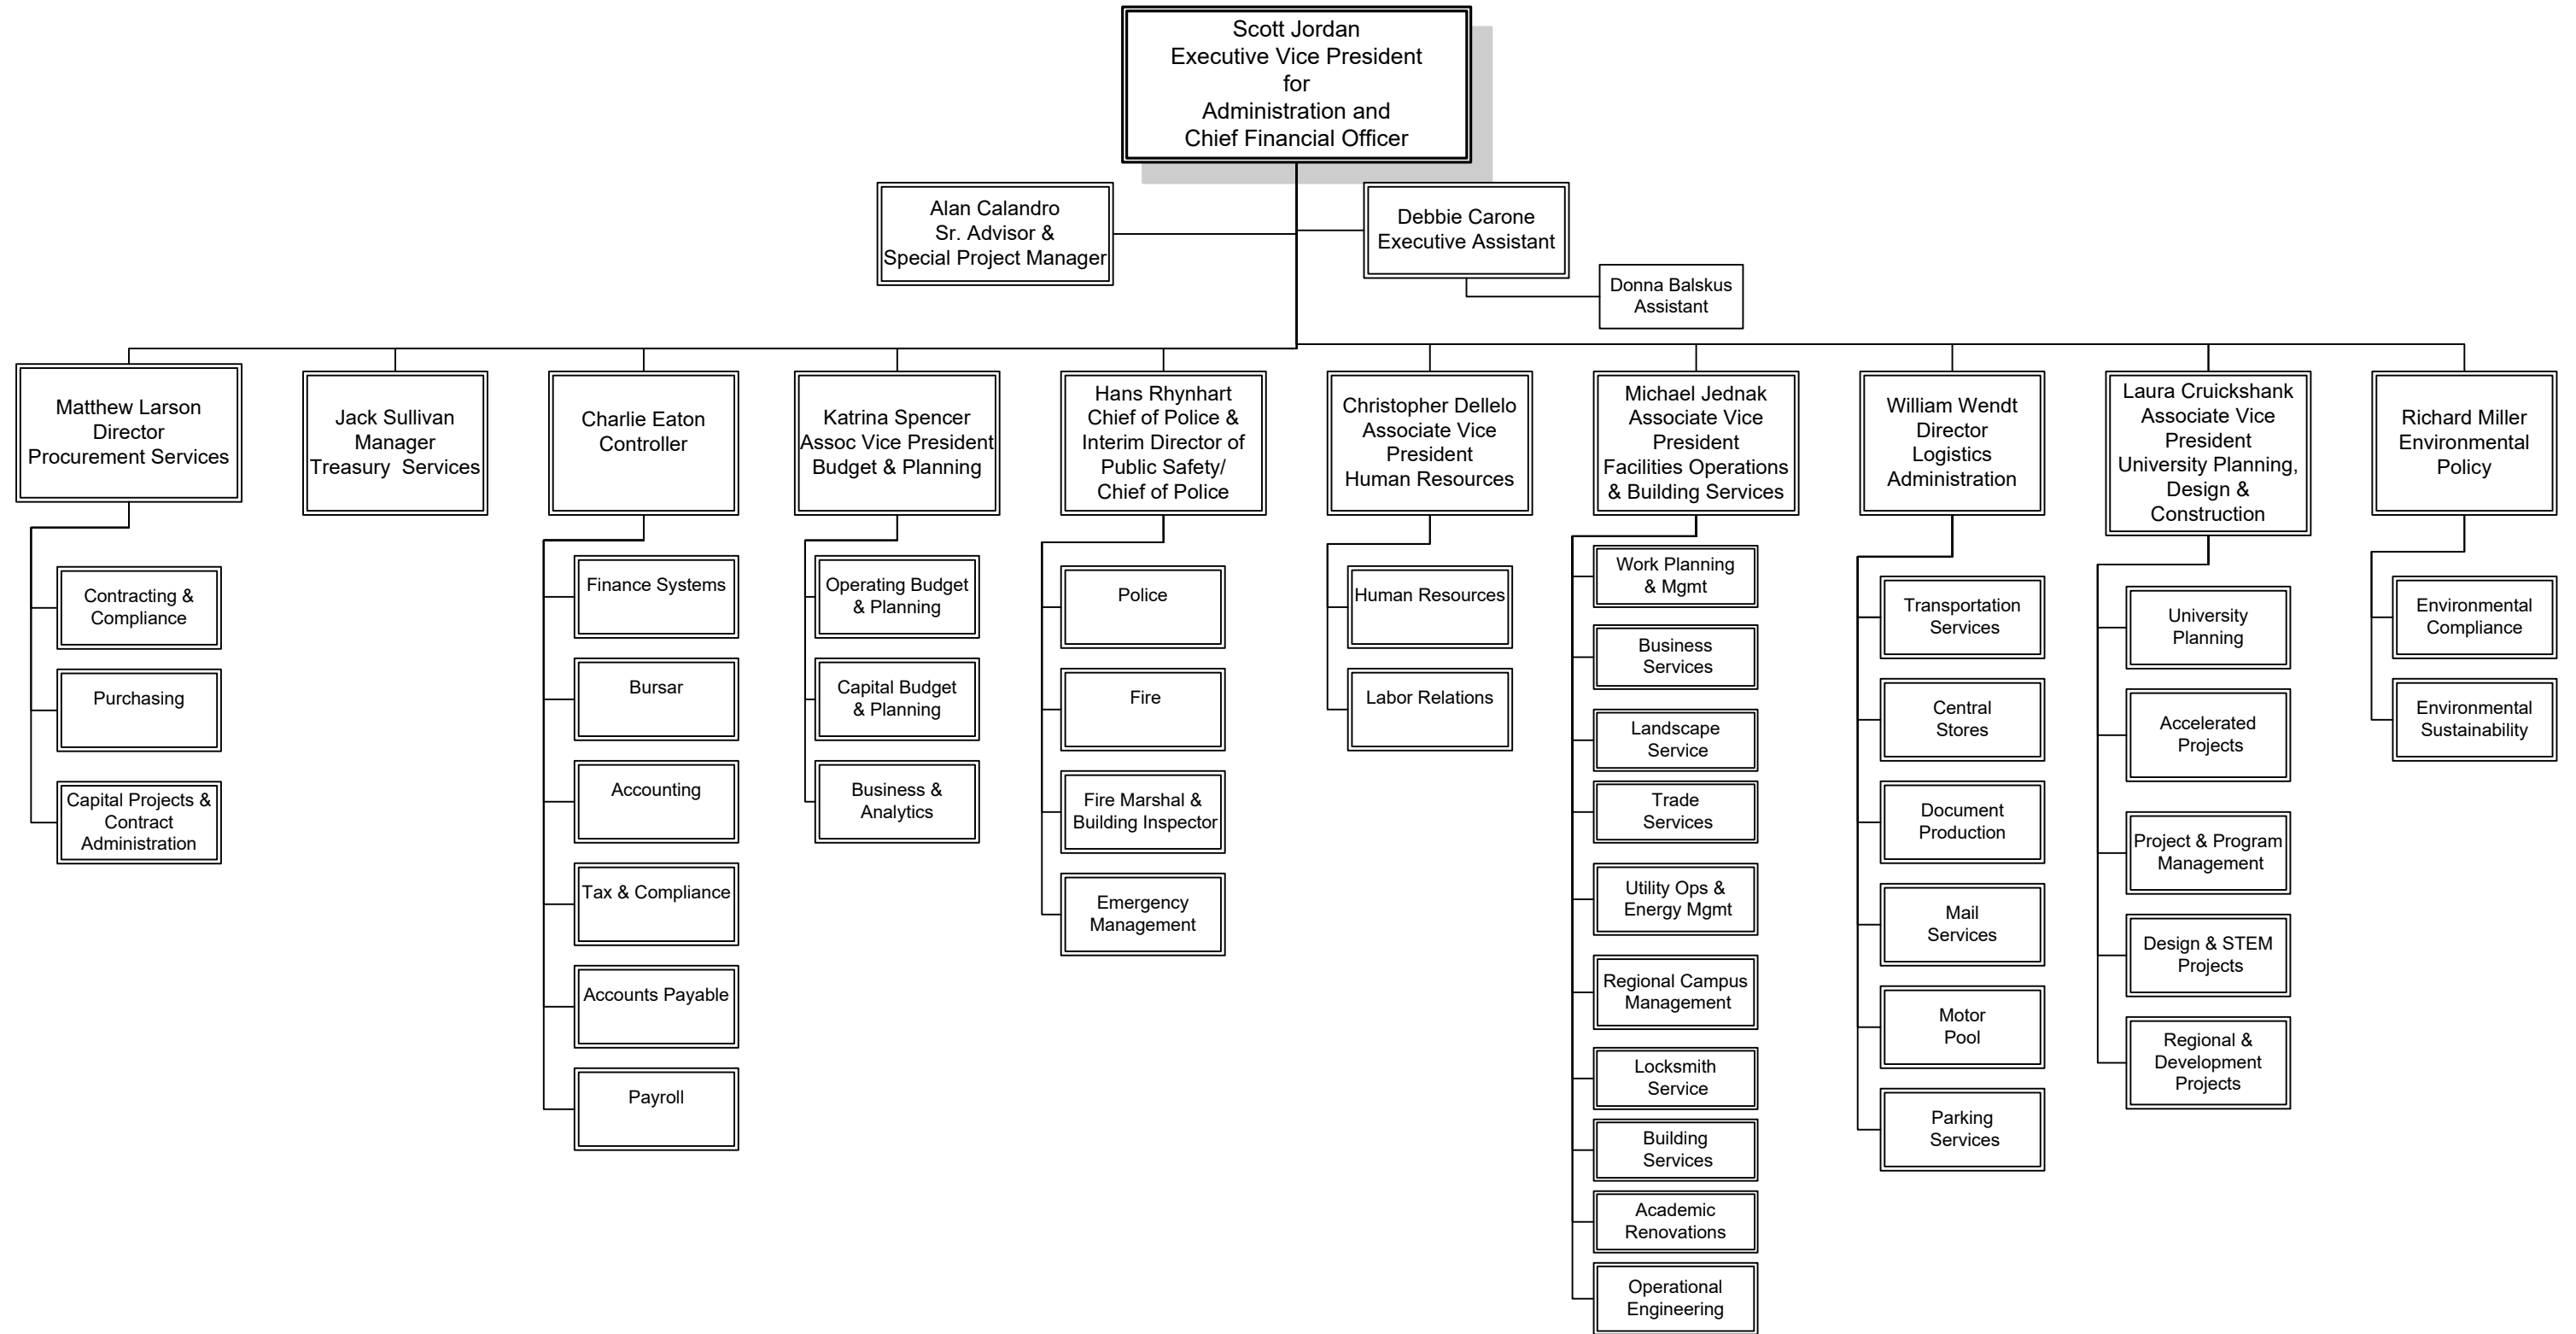 Scott Jordan
Executive Vice President
for
Administration and
Chief Financial Officer
Alan Calandro
Sr. Advisor &
Special Project Manager
Debbie Carone
Executive Assistant
Donna Balskus
Assistant
Matthew Larson
Director
Procurement Services
Jack Sullivan
Manager
Treasury  Services
Charlie Eaton
Controller
Katrina Spencer
Assoc Vice President
Budget & Planning
Hans Rhynhart
Chief of Police &
Interim Director of
Public Safety/
Chief of Police
Christopher Dellelo
Associate Vice
President
Human Resources
Michael Jednak
Associate Vice
President
Facilities Operations
& Building Services
William Wendt
Director
Logistics
Administration
Laura Cruickshank
Associate Vice
President
University Planning,
Design &
Construction
Richard Miller
Environmental
Policy
Contracting &
Compliance
Purchasing
Capital Projects &
Contract
Administration
Finance Systems
Bursar
Accounting
Tax & Compliance
Accounts Payable
Payroll
Operating Budget
& Planning
Capital Budget
& Planning
Business &
Analytics
Police
Fire
Fire Marshal &
Building Inspector
Emergency
Management
Human Resources
Labor Relations
Work Planning
& Mgmt
Business
Services
Landscape
Service
Trade
Services
Utility Ops &
Energy Mgmt
Regional Campus
Management
Locksmith
Service
Building
Services
Academic
Renovations
Operational
Engineering
Transportation
Services
Central
Stores
Document
Production
Mail
Services
Motor
Pool
Parking
Services
University
Planning
Accelerated
Projects
Project & Program
Management
Design & STEM
Projects
Regional &
Development
Projects
Environmental
Compliance
Environmental
Sustainability